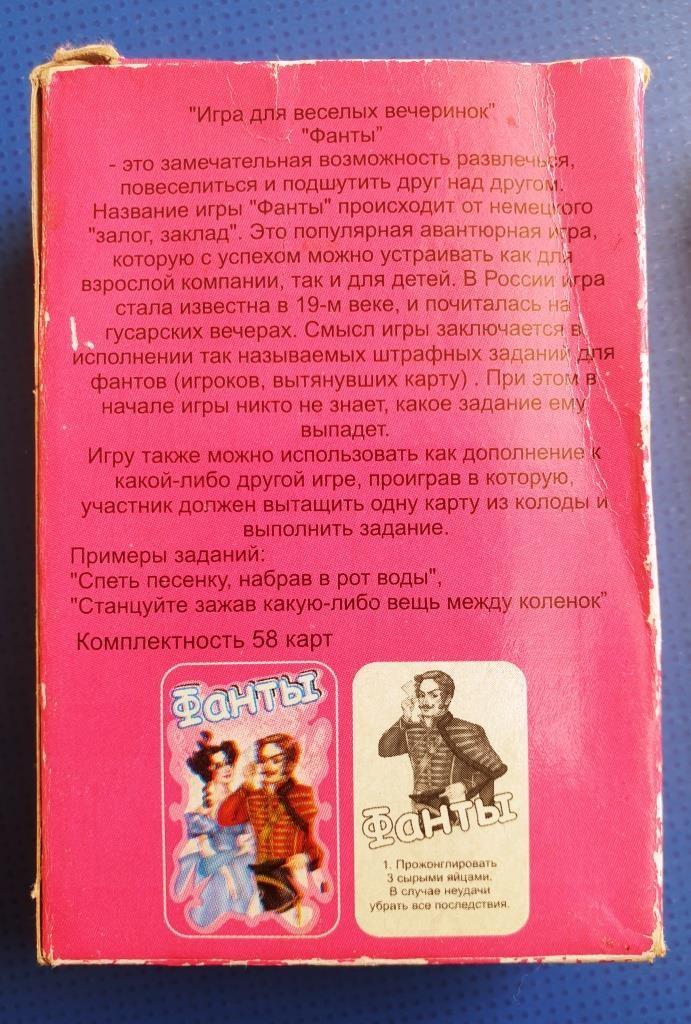 "Игра для веселых вечеринок"
"Фанты"
- это замечательная возможность развлечься,
повеселиться и подшутить друг над другом.
Название игры "Фанты" происходит от немецкого
"залог, заклад". Это популярная авантюрная игра,
которую с успехом можно устраивать как для
взрослой компании, так и для детей. В России игра
стала известна в 19-м веке, и почиталась на
гусарских вечерах. Смысл игры заключается в
исполнении так называемых штрафных заданий для
фантов (игроков, вытянувших карту) . При этом в
начале игры никто не знает, какое задание ему
выпадет.
Игру также можно использовать как дополнение к
какой-либо другой игре, проиграв в которую,
участник должен вытащить одну карту из колоды и
выполнить задание.
Примеры заданий:
"Спеть песенку, набрав в рот воды",
"Станцуйте зажав какую-либо вещь между коленок"
Комплектность 58 карт
Фанты
Фанты
1. Прожонглировать
3 сырыми яйцами.
В случае неудачи
убрать все последствия.